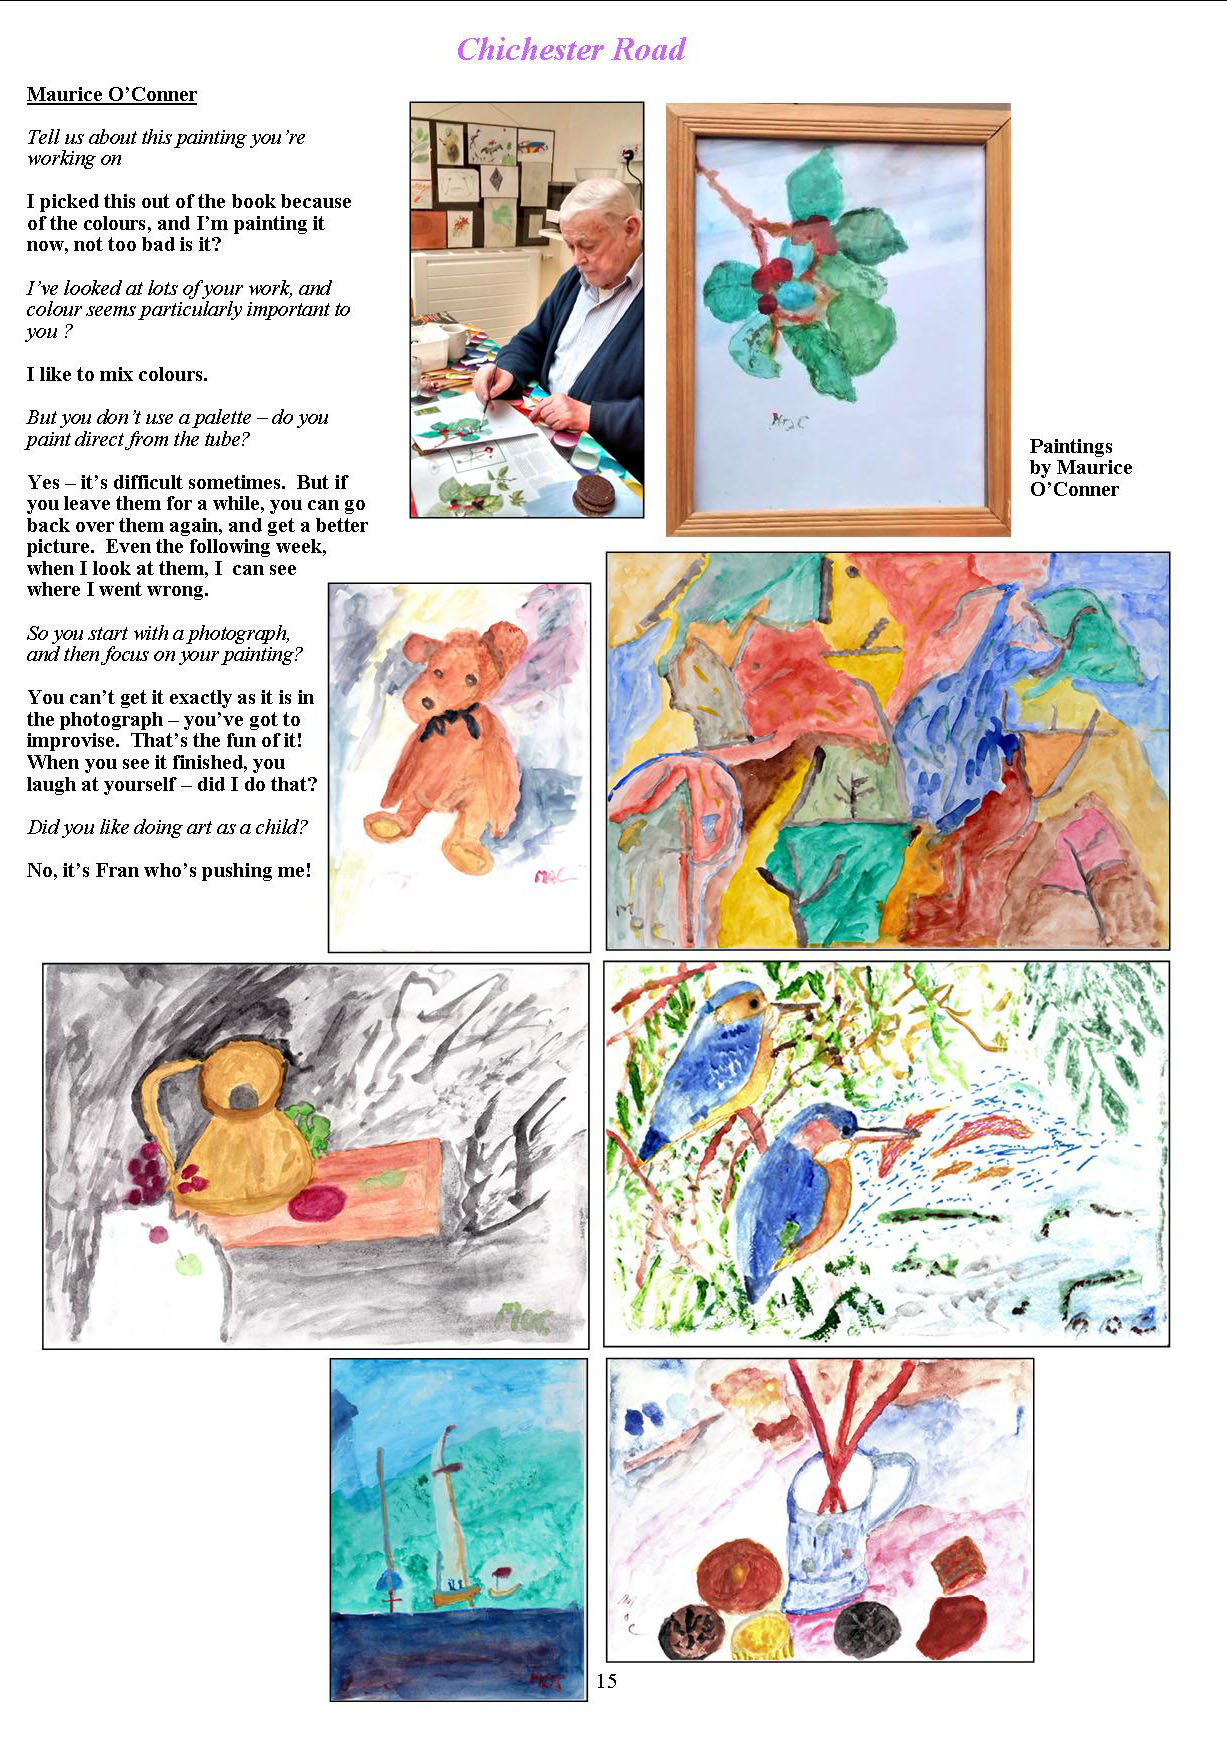 Chichester Road
Maurice O'Conner
Tell us about this painting you're
working on
I picked this out of the book because
of the colours, and I'm painting it
now, not too bad is it?
I've looked at lots of your work, and
colour seems particularly important to
you ?
I like to mix colours.
But you don't use a palette – do you
paint direct from the tube?
Yes – it's difficult sometimes.  But if
you leave them for a while, you can go
back over them again, and get a better
picture.  Even the following week,
when I look at them, I  can see
where I went wrong.
So you start with a photograph,
and then focus on your painting?
You can't get it exactly as it is in
the photograph – you've got to
improvise.  That's the fun of it!
When you see it finished, you
laugh at yourself – did I do that?
Did you like doing art as a child?
No, it's Fran who's pushing me!
MOC
Paintings
by Maurice
O'Conner
MOC
MOC
MOC
MOC
MOC
MOC
15